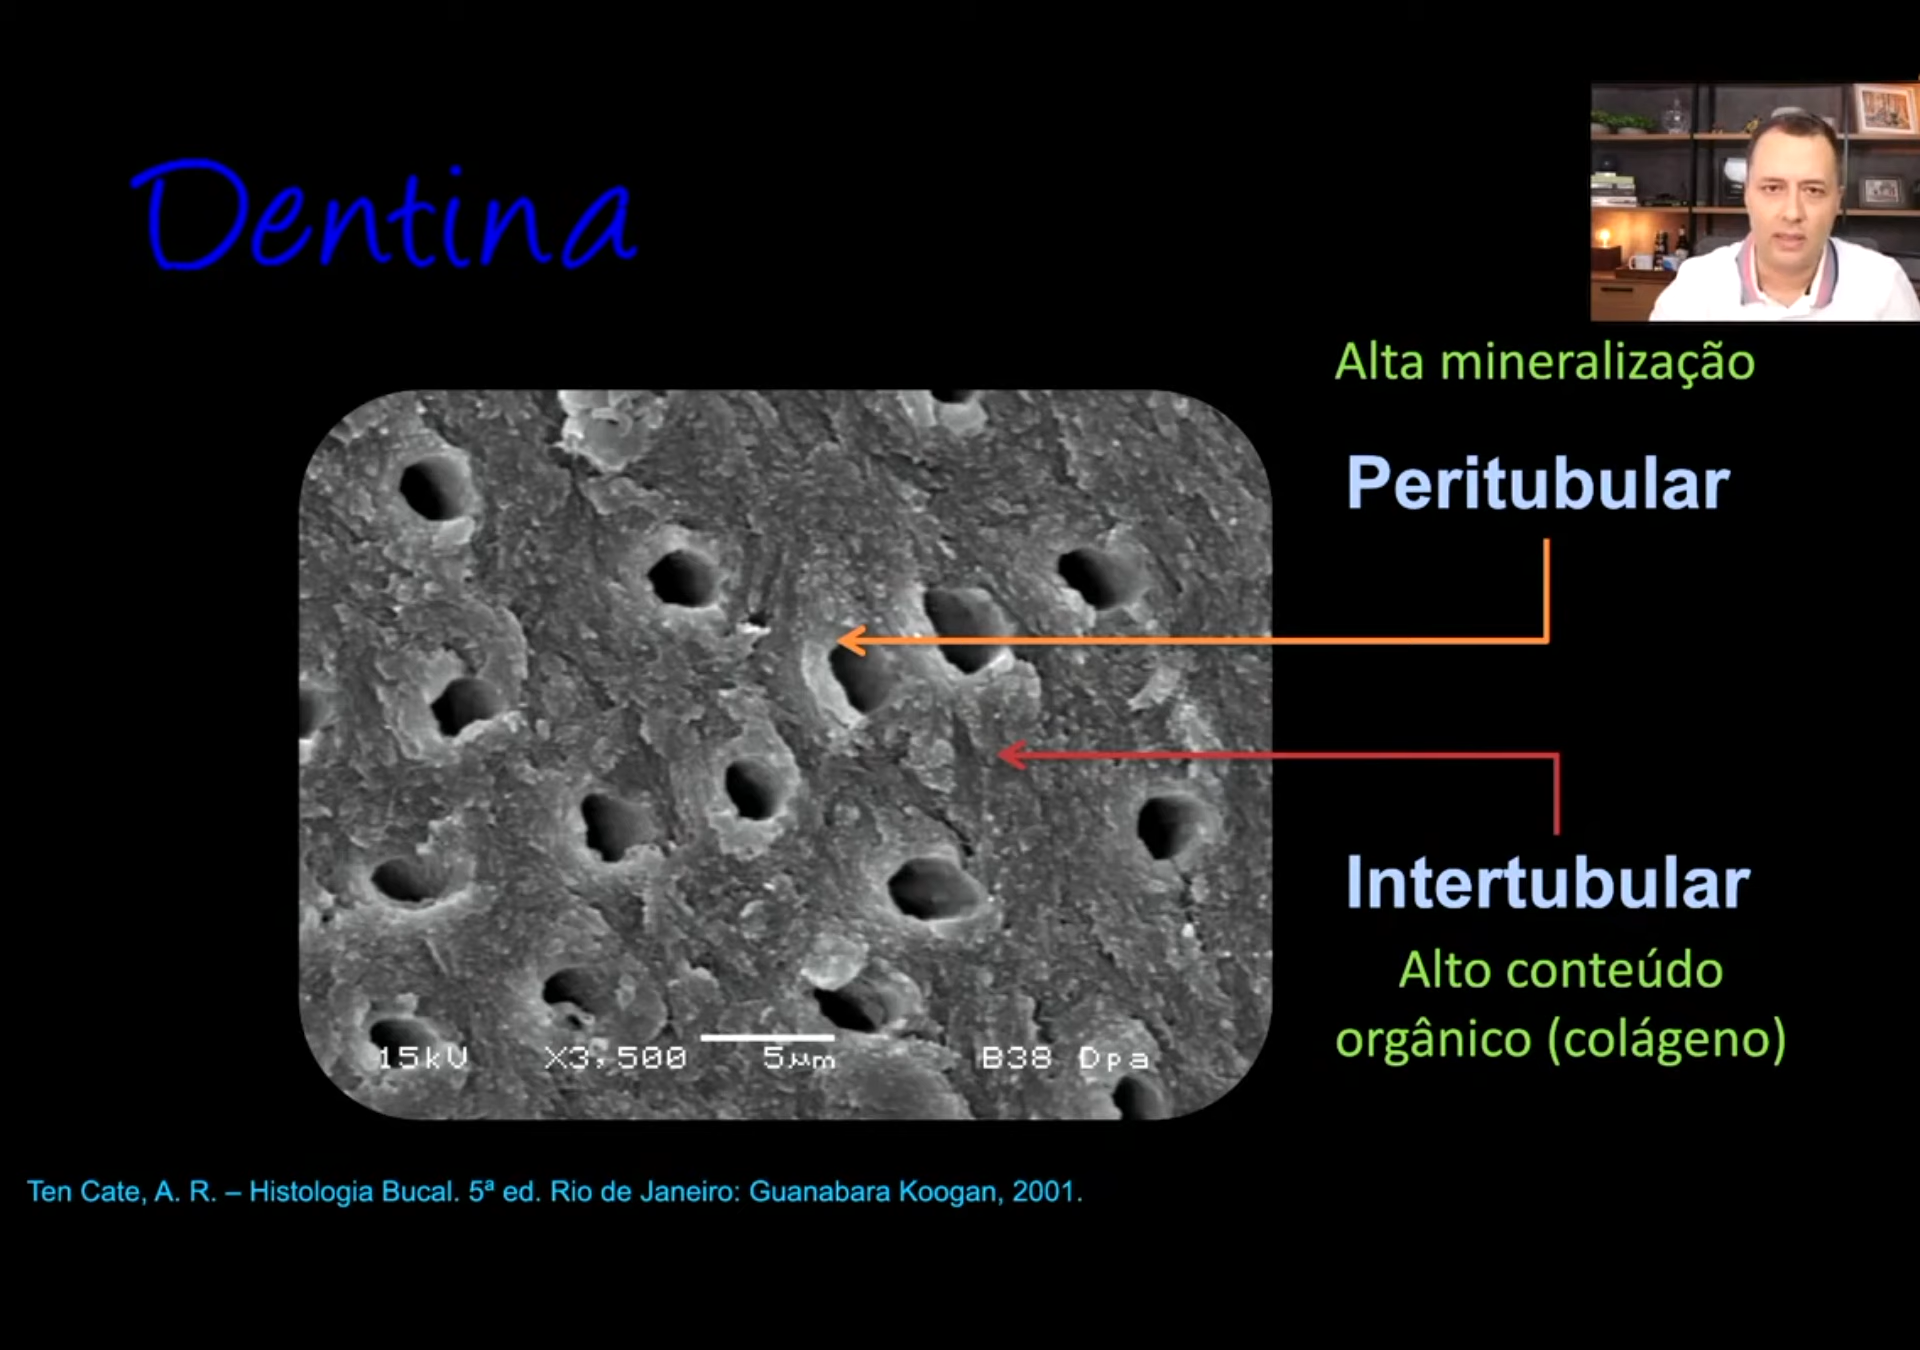 Dentina
Alta mineralização
Peritubular
Intertubular
Alto conteúdo
orgânico (colágeno)
15kV X3,500 5µm B38 Dpa
Ten Cate, A. R. – Histologia Bucal. 5ª ed. Rio de Janeiro: Guanabara Koogan, 2001.